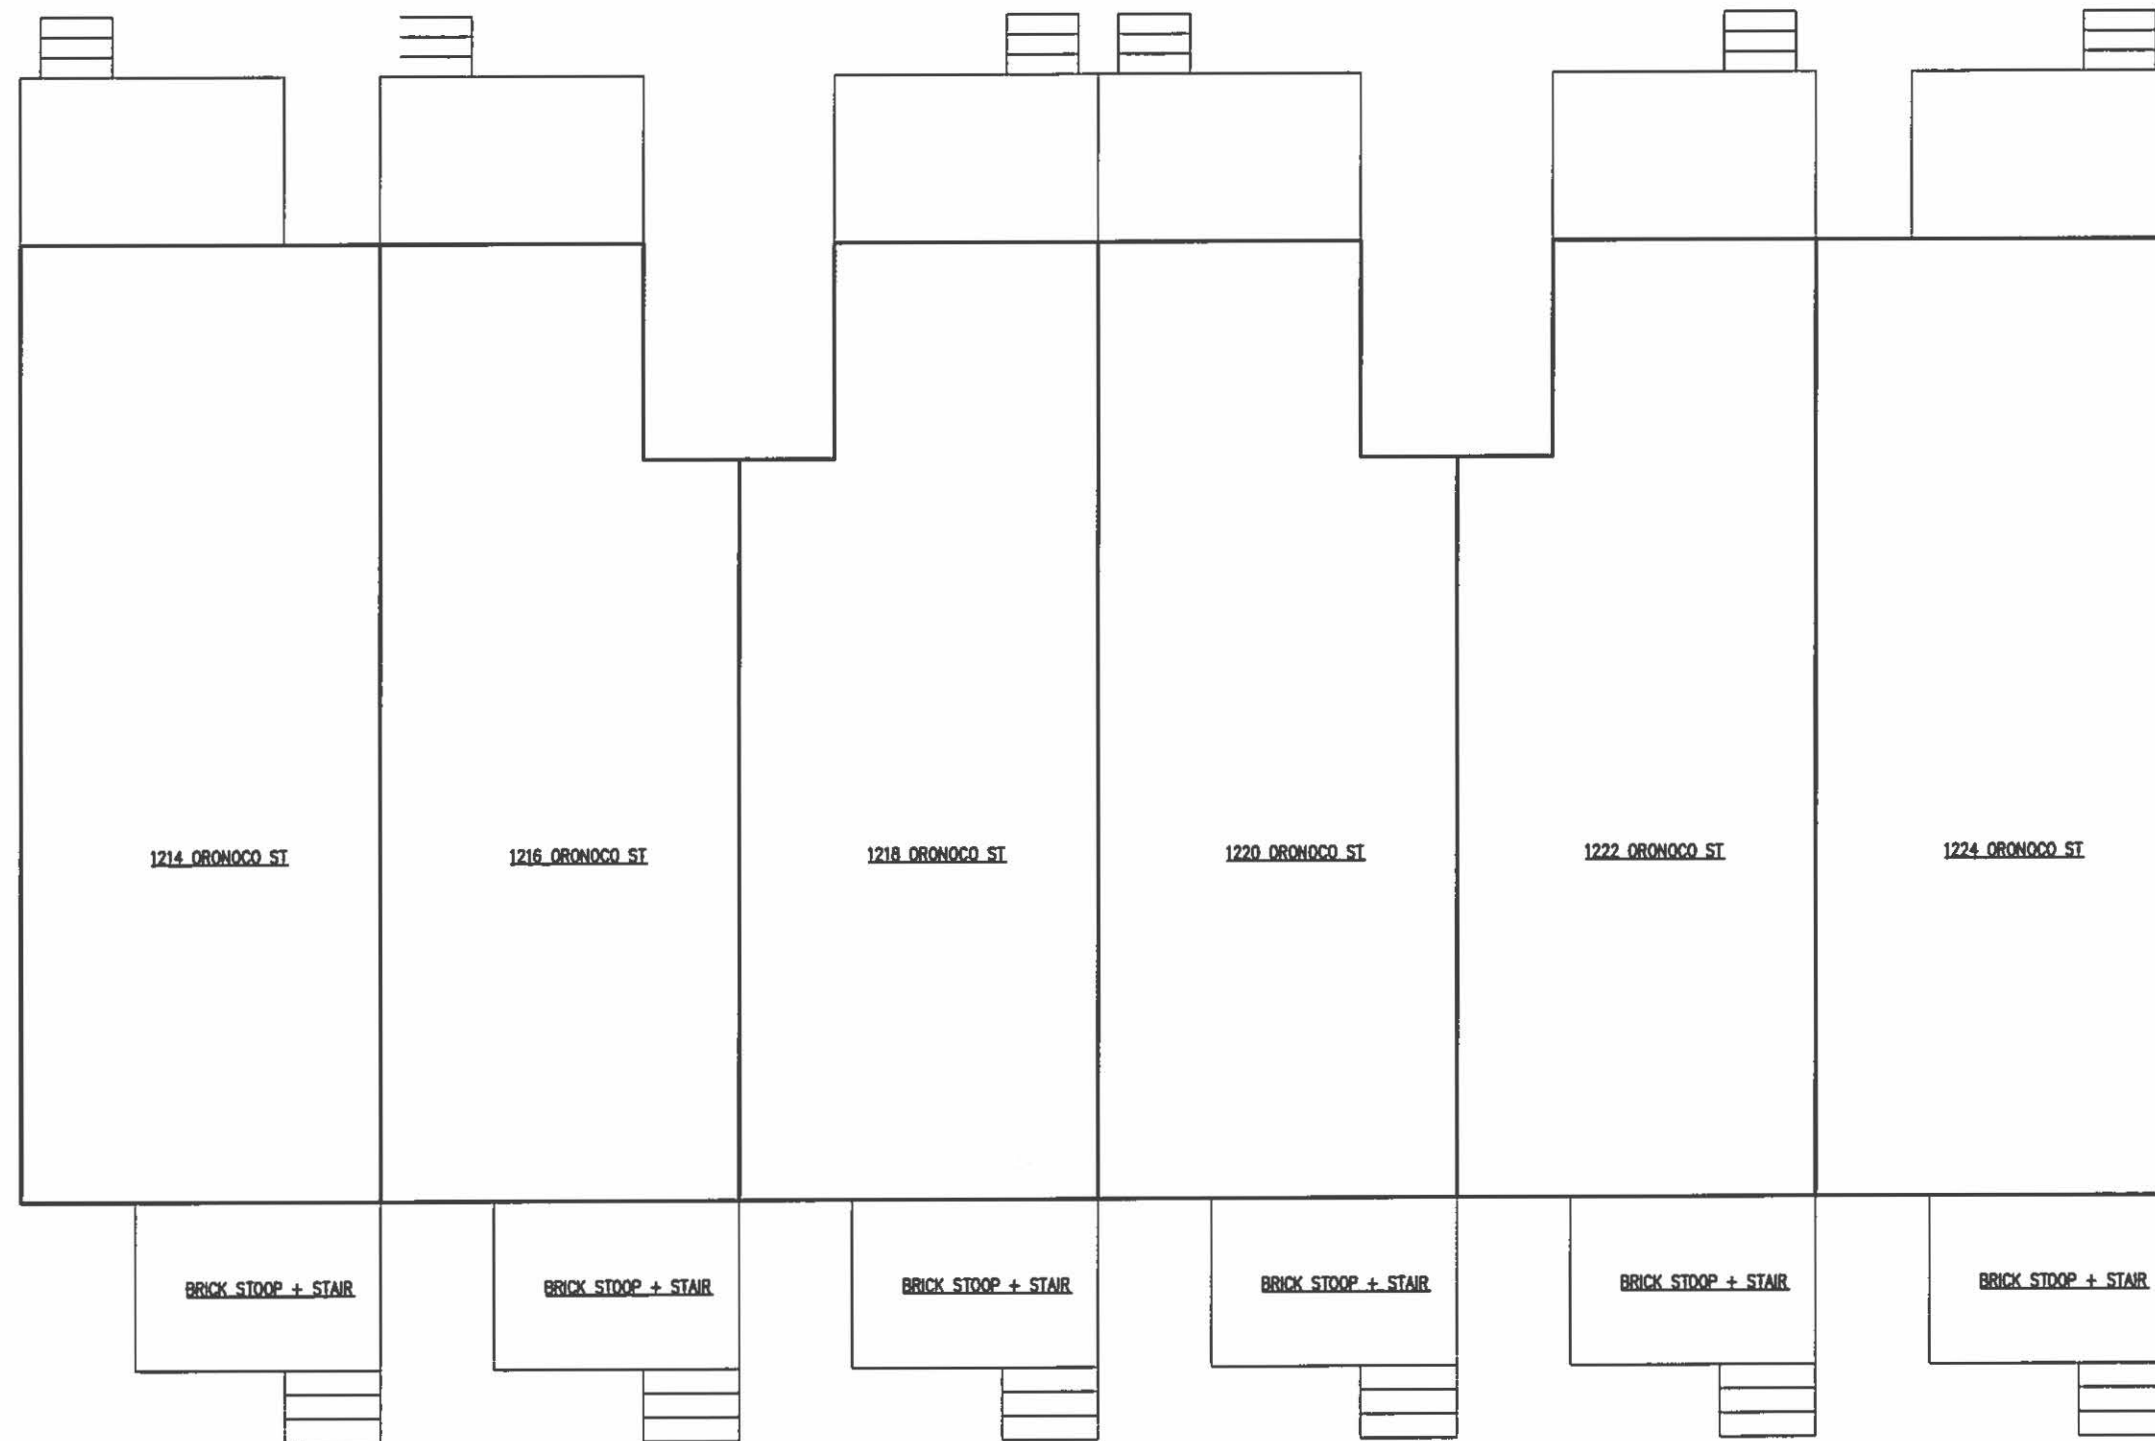 1214 ORONOCO ST
1216 ORONOCO ST
1218 ORONOCO ST
1220 ORONOCO ST
1222 ORONOCO ST
1224 ORONOCO ST
BRICK STOOP + STAIR
BRICK STOOP + STAIR
BRICK STOOP + STAIR
BRICK STOOP + STAIR
BRICK STOOP + STAIR
BRICK STOOP + STAIR